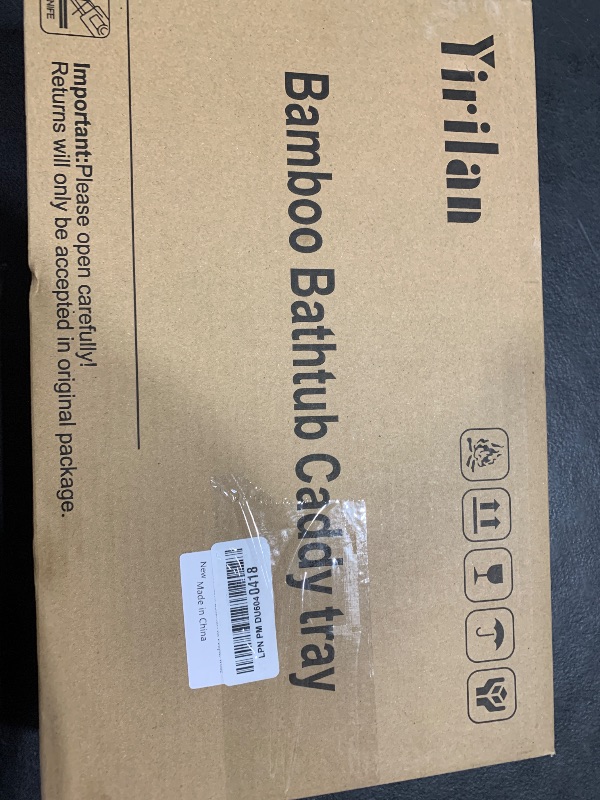 Yirilan
Bamboo Bathtub Caddy tray
Important:Please open carefully!
Returns will only be accepted in original package.
LPN PM DU604 0418
New Made in China